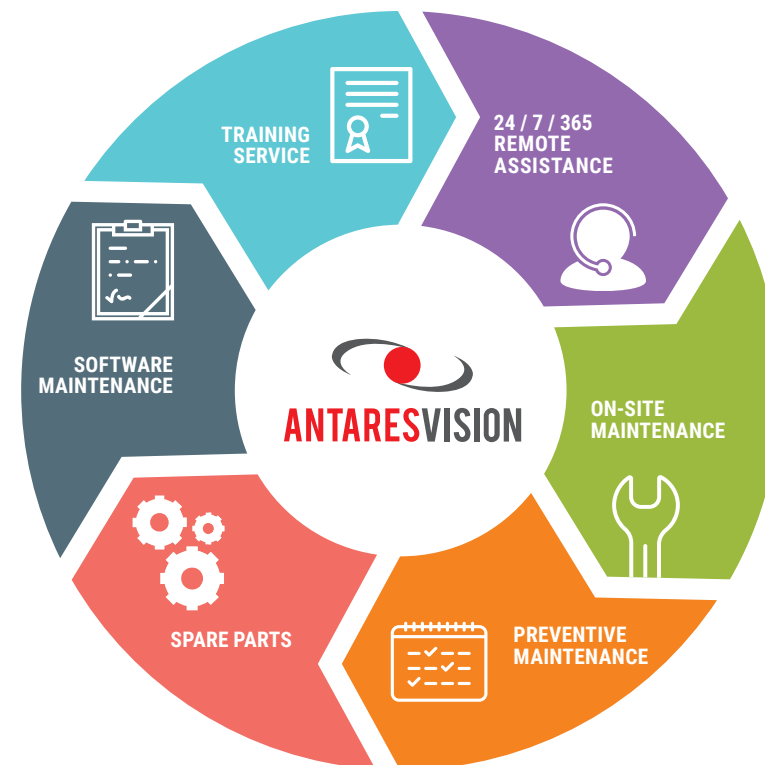 TRAINING
SERVICE
24 / 7 / 365
REMOTE
ASSISTANCE
SOFTWARE
MAINTENANCE
ANTARESVISION
ON-SITE
MAINTENANCE
SPARE PARTS
PREVENTIVE
MAINTENANCE